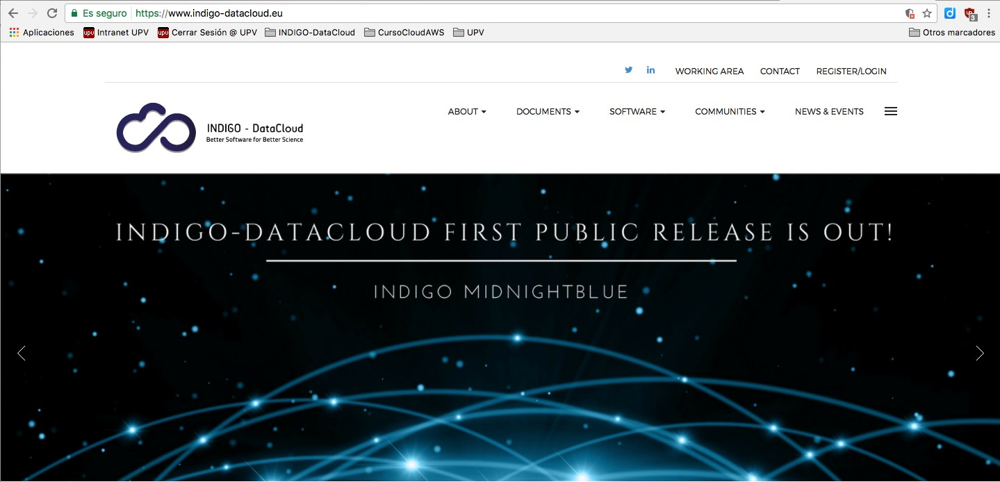 Es seguro https://www.indigo-datacloud.eu 3
Aplicaciones upv Intranet UPV upv Cerrar Sesión @ UPV INDIGO-DataCloud CursoCloudAWS UPV Otros marcadores
in WORKING AREA CONTACT REGISTER/LOGIN
ABOUT DOCUMENTS SOFTWARE COMMUNITIES NEWS & EVENTS
INDIGO - DataCloud
Better Software for Better Science
INDIGO-DATACLOUD FIRST PUBLIC RELEASE IS OUT!
INDIGO MIDNIGHTBLUE